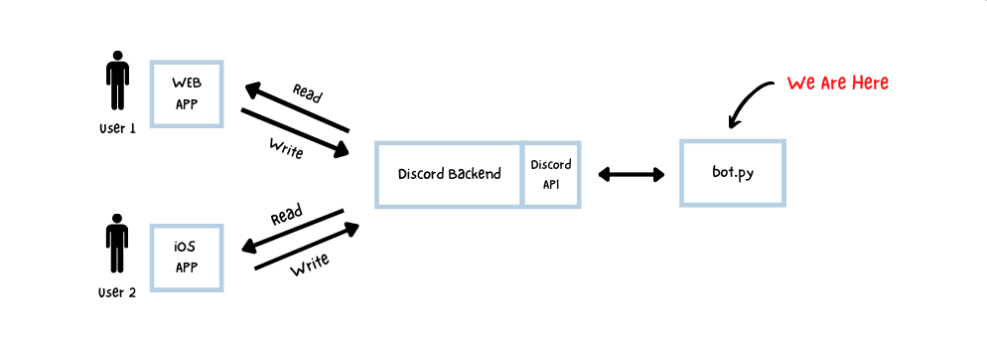 We Are Here
WEB
APP
User 1
Read
Write
Discord Backend
Discord
API
bot.py
Read
Write
iOS
APP
User 2